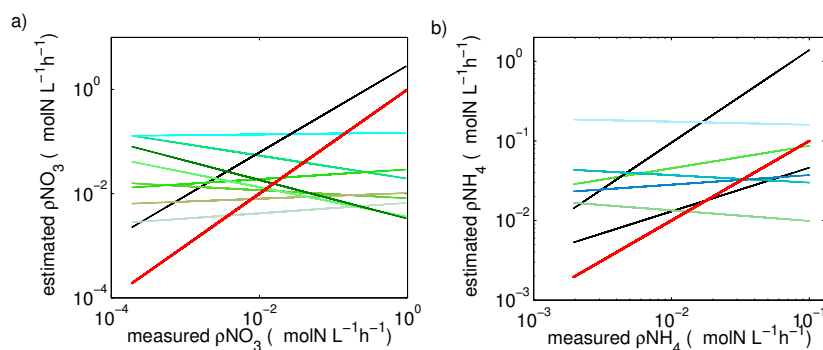 a)
estimated ρNO₃ ( molN L⁻¹h⁻¹)
10⁰
10⁻²
10⁻⁴
10⁻⁴
10⁻²
10⁰
measured ρNO₃ ( molN L⁻¹h⁻¹)
b)
estimated ρNH₄ ( molN L⁻¹h⁻¹)
10⁰
10⁻¹
10⁻²
10⁻³
10⁻³
10⁻²
10⁻¹
measured ρNH₄ ( molN L⁻¹h⁻¹)